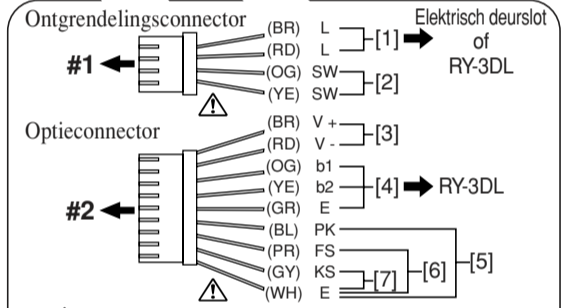 Ontgrendelingsconnector
Elektrisch deurslot
of
RY-3DL
#1
(BR) L
(RD) L
[1]
(OG) SW
(YE) SW
[2]
Optieconnector
#2
(BR) V +
(RD) V -
[3]
(OG) b1
(YE) b2
(GR) E
[4]
RY-3DL
(BL) PK
(PR) FS
(GY) KS
(WH) E
[7]
[6]
[5]